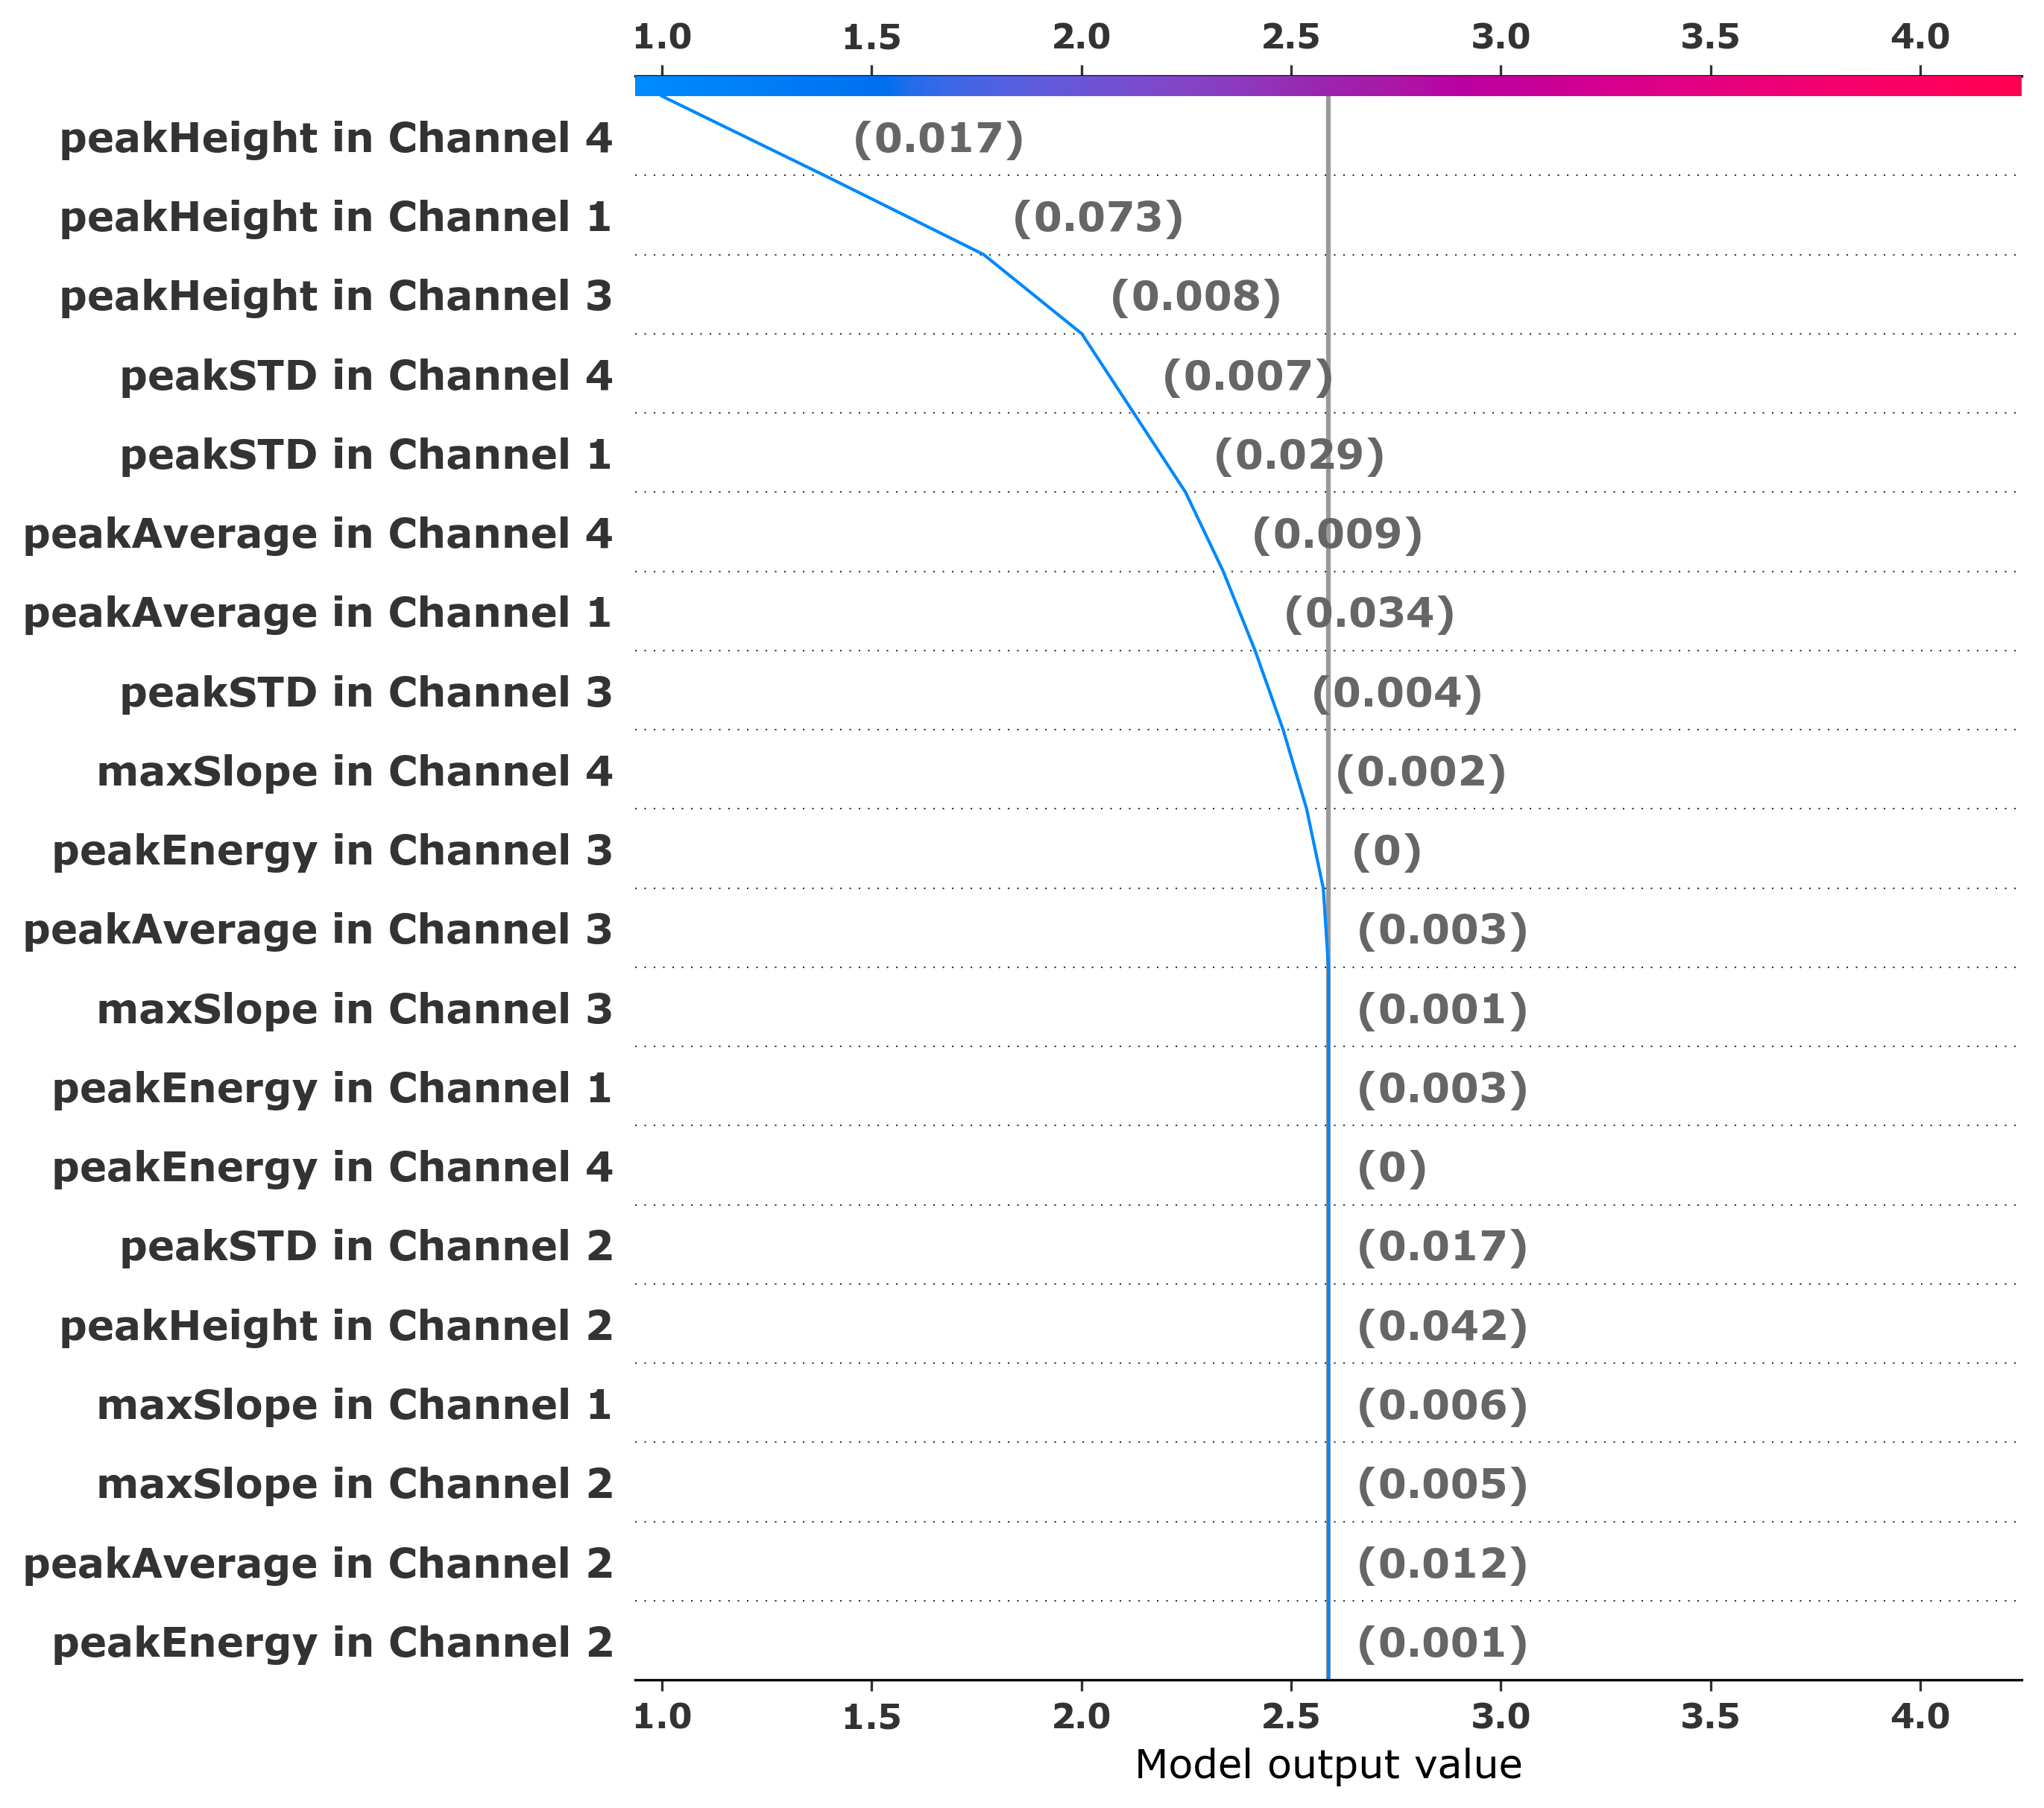 1.0 1.5 2.0 2.5 3.0 3.5 4.0
peakHeight in Channel 4 (0.017)
peakHeight in Channel 1 (0.073)
peakHeight in Channel 3 (0.008)
peakSTD in Channel 4 (0.007)
peakSTD in Channel 1 (0.029)
peakAverage in Channel 4 (0.009)
peakAverage in Channel 1 (0.034)
peakSTD in Channel 3 (0.004)
maxSlope in Channel 4 (0.002)
peakEnergy in Channel 3 (0)
peakAverage in Channel 3 (0.003)
maxSlope in Channel 3 (0.001)
peakEnergy in Channel 1 (0.003)
peakEnergy in Channel 4 (0)
peakSTD in Channel 2 (0.017)
peakHeight in Channel 2 (0.042)
maxSlope in Channel 1 (0.006)
maxSlope in Channel 2 (0.005)
peakAverage in Channel 2 (0.012)
peakEnergy in Channel 2 (0.001)
1.0 1.5 2.0 2.5 3.0 3.5 4.0
Model output value